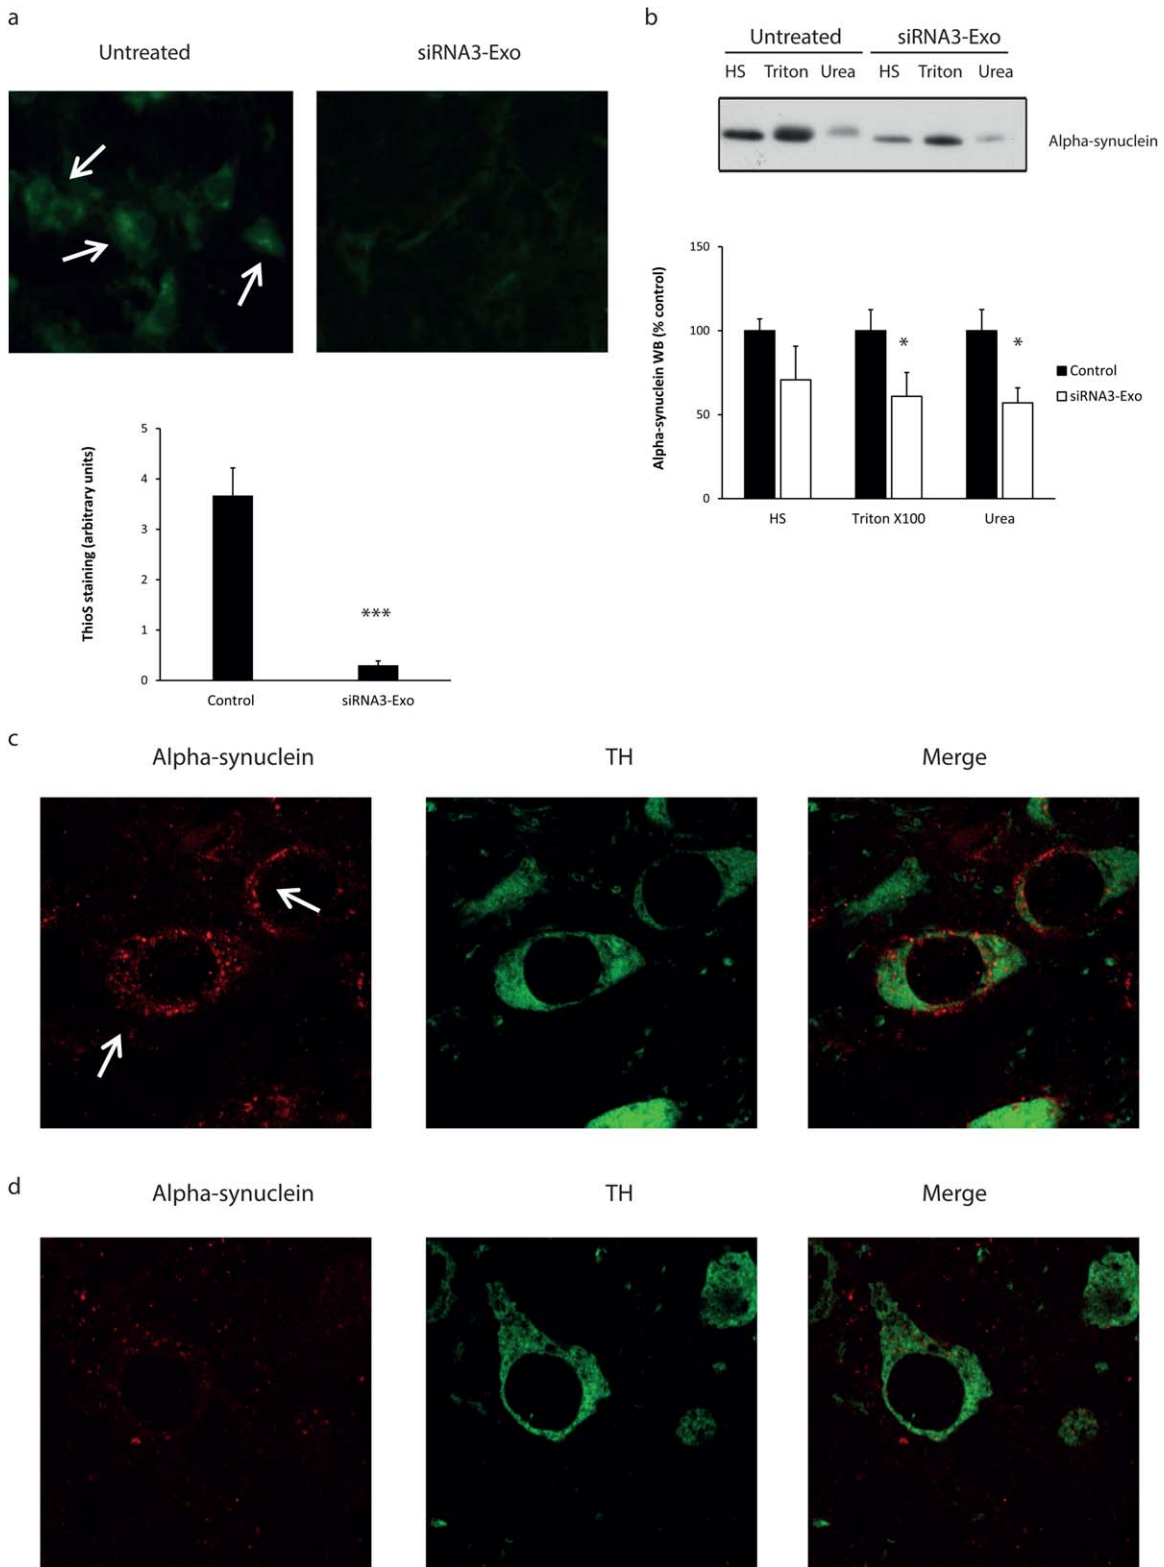 a
Untreated
siRNA3-Exo
5
4
3
2
1
0
ThioS staining (arbitrary units)
***
Control
siRNA3-Exo
b
Untreated
siRNA3-Exo
HS Triton Urea HS Triton Urea
Alpha-synuclein
150
100
50
0
Alpha-synuclein WB (% control)
*
*
Control
siRNA3-Exo
HS
Triton X100
Urea
c
Alpha-synuclein
TH
Merge
d
Alpha-synuclein
TH
Merge